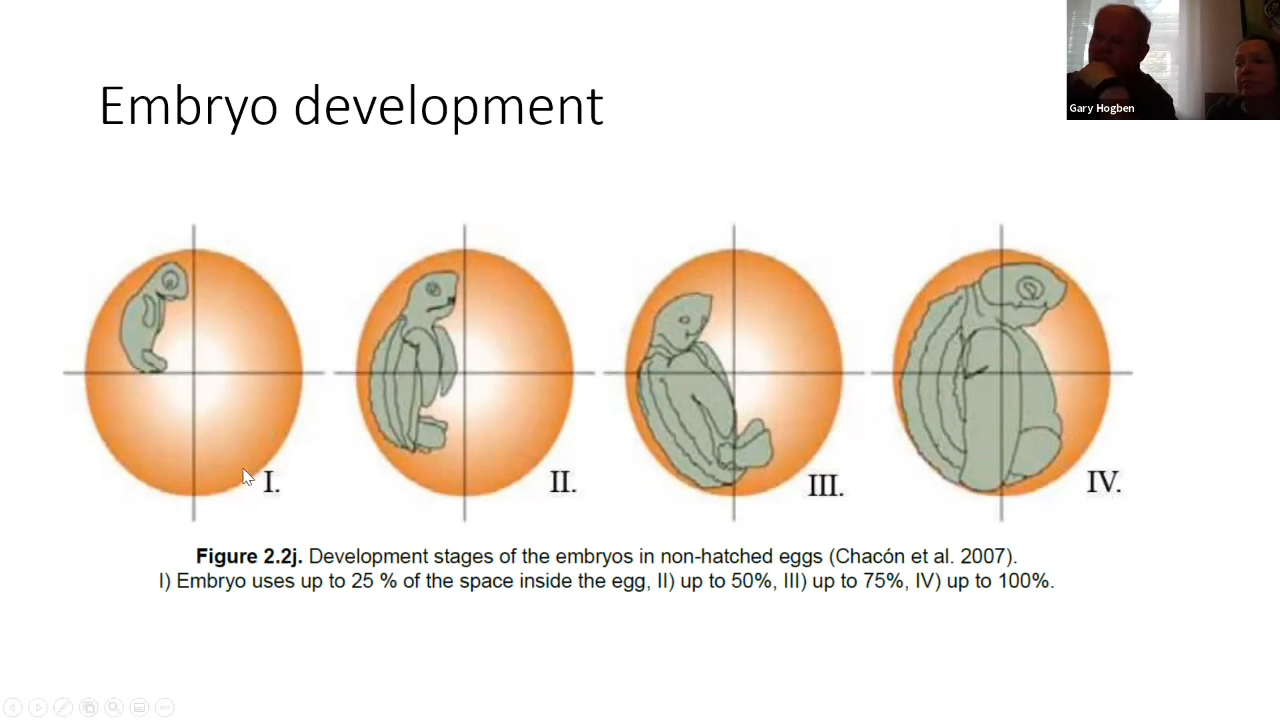 Embryo development
Gary Hogben
I.
II.
III.
IV.
Figure 2.2j. Development stages of the embryos in non-hatched eggs (Chacón et al. 2007).
I) Embryo uses up to 25 % of the space inside the egg, II) up to 50%, III) up to 75%, IV) up to 100%.